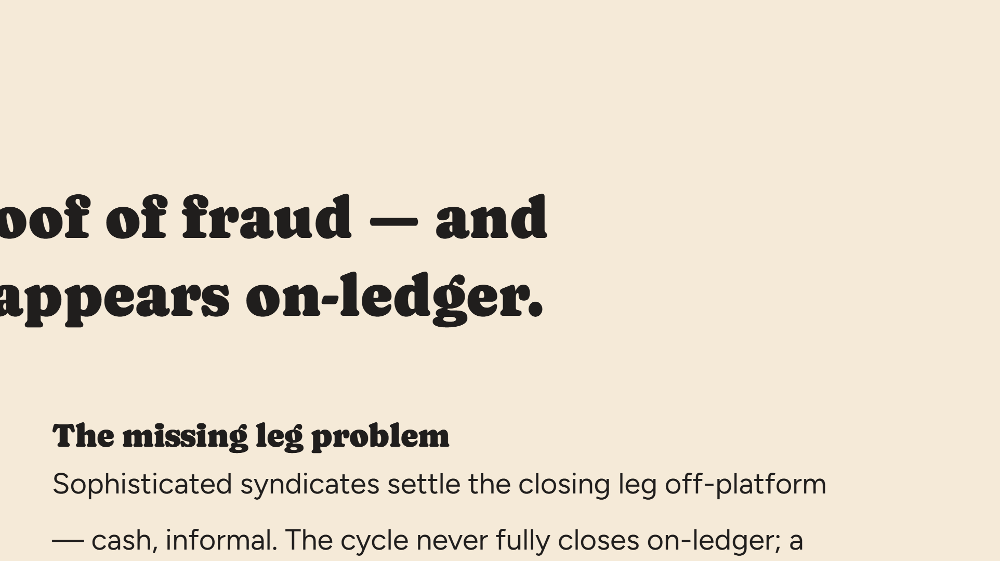 of fraud — and
appears on-ledger.
The missing leg problem
Sophisticated syndicates settle the closing leg off-platform
— cash, informal. The cycle never fully closes on-ledger; a